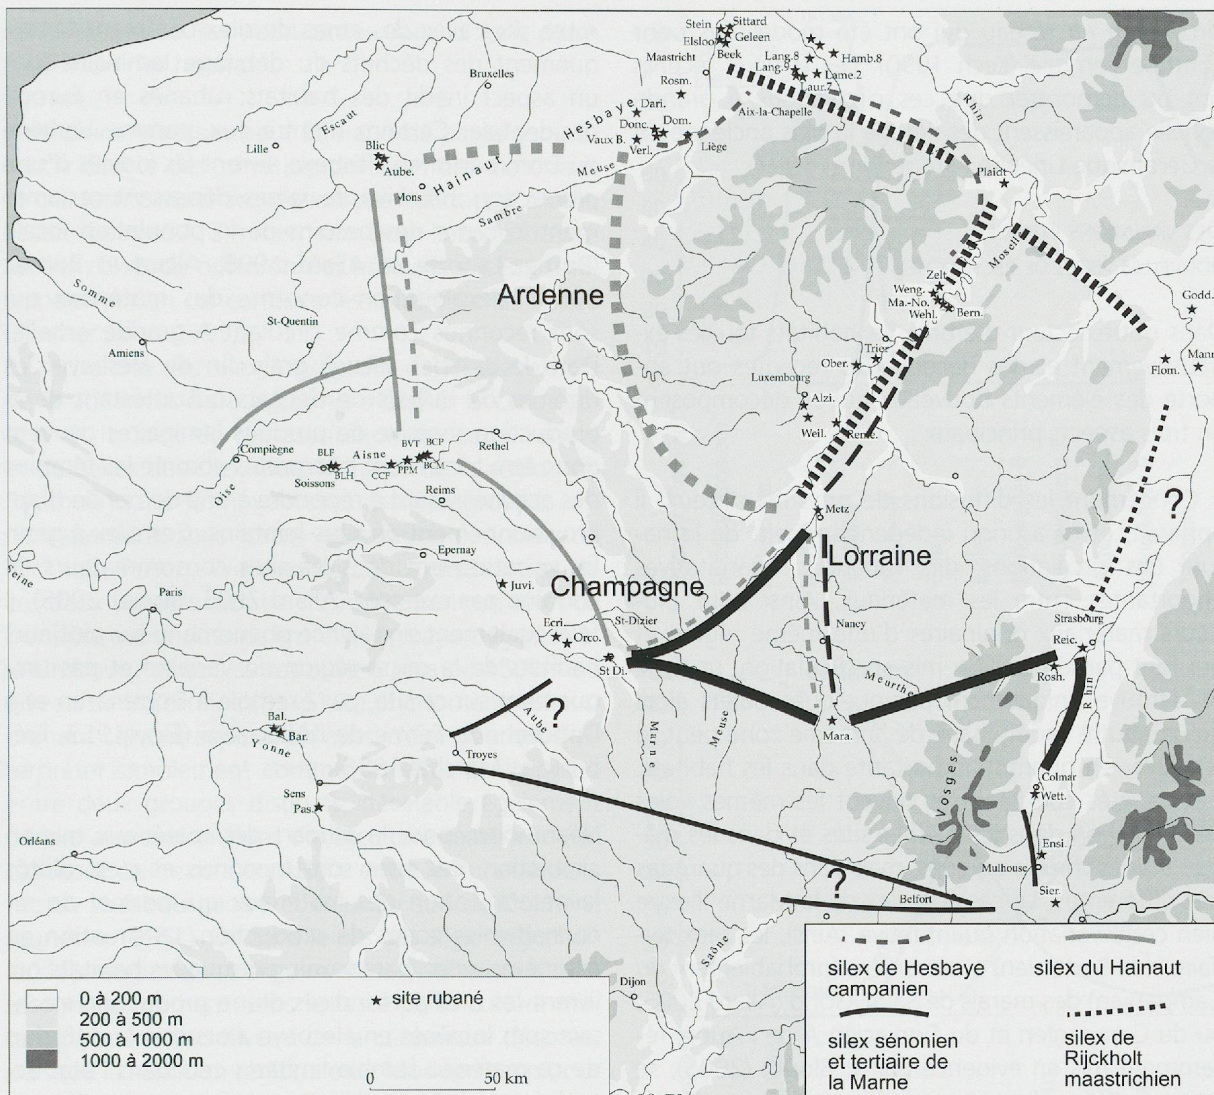 Stein
Sittard
Elsloo
Geleen
Beek
Maastricht
Rosm.
Lang.8
Lang.9
Hamb.8
Lame.2
Laur.7
Aix-la-Chapelle
Rhin
Bruxelles
Escaut
Lille
Hesbaye
Dari.
Donc.
Dom.
Vaux B.
Verl.
Liège
Blic
Aube.
Mons
Hainaut
Meuse
Sambre
Plaidt
Moselle
Somme
Ardenne
St-Quentin
Amiens
Zelt
Weng.
Ma.-No.
Wehl.
Bern.
Godd.
Trier
Ober.
Mann
Flom.
Luxembourg
Alzi.
Weil.
Reme.
Compiègne
BLF
Aisne
BVT
BCP
Rethel
Soissons
BLH
CCF
PPM
BCM
Reims
Oise
?
Metz
Lorraine
Epernay
Champagne
Seine
Paris
Juvi.
St-Dizier
Nancy
Strasbourg
Ecri.
Orco.
St Di.
Reic.
Meurthe
Rosh.
Rhin
?
Aube
Bal.
Bar.
Yonne
Marne
Meuse
Mara.
Troyes
Vosges
Colmar
Wett.
Sens
Pas.
Orléans
Ensi.
Mulhouse
?
Sier.
Belfort
Saône
Dijon
0 à 200 m
200 à 500 m
500 à 1000 m
1000 à 2000 m
site rubané
0
50 km
silex de Hesbaye
campanien
silex du Hainaut
silex sénonien
et tertiaire de
la Marne
silex de
Rijckholt
maastrichien